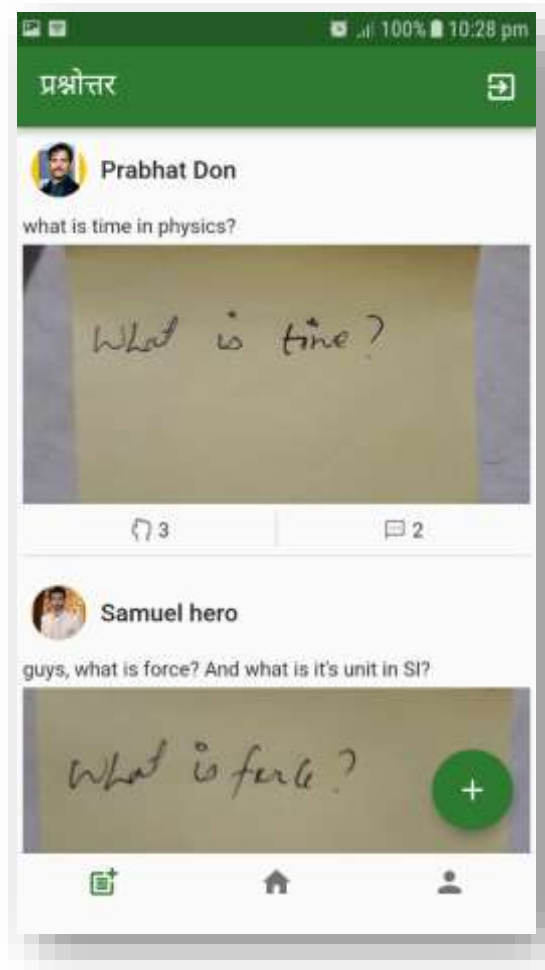 100% 10:28 pm
प्रश्नोत्तर
Prabhat Don
what is time in physics?
What is time?
3
2
Samuel hero
guys, what is force? And what is it's unit in SI?
What is force?
+